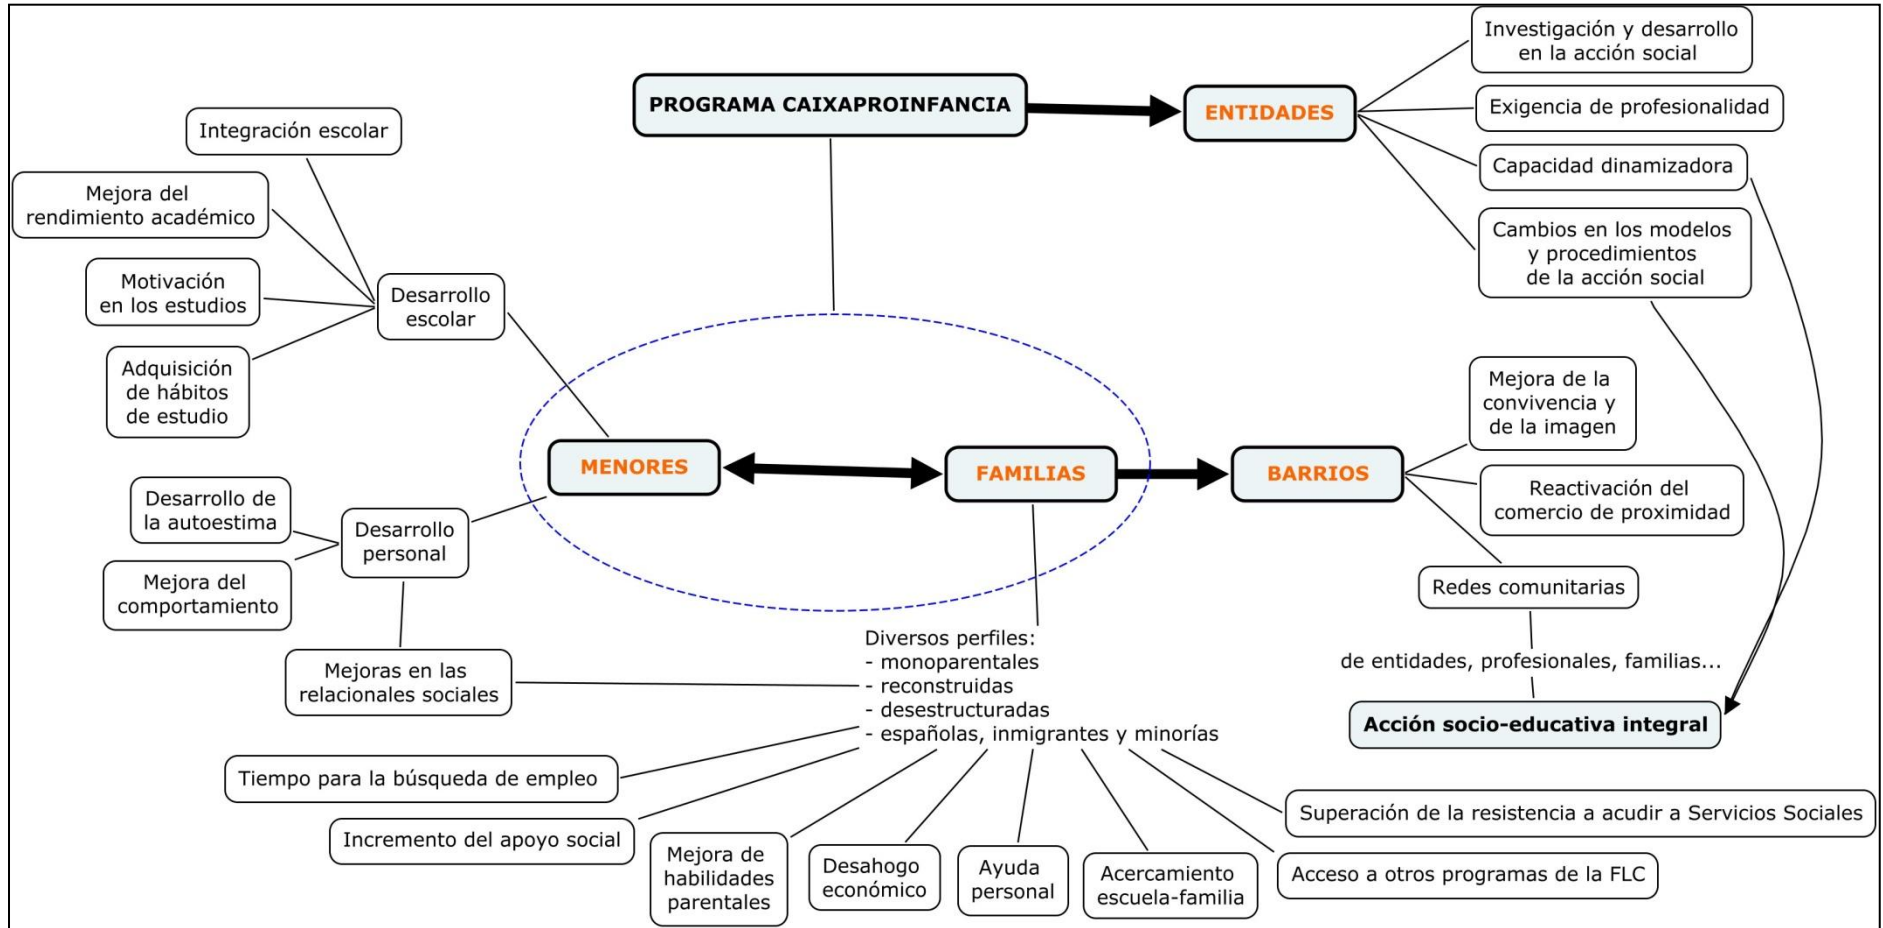 Investigación y desarrollo
en la acción social
PROGRAMA CAIXAPROINFANCIA
ENTIDADES
Exigencia de profesionalidad
Capacidad dinamizadora
Cambios en los modelos
y procedimientos
de la acción social
Integración escolar
Mejora del
rendimiento académico
Motivación
en los estudios
Adquisición
de hábitos
de estudio
Desarrollo
escolar
MENORES
FAMILIAS
BARRIOS
Mejora de la
convivencia y
de la imagen
Reactivación del
comercio de proximidad
Redes comunitarias
de entidades, profesionales, familias...
Acción socio-educativa integral
Desarrollo de
la autoestima
Mejora del
comportamiento
Desarrollo
personal
Mejoras en las
relacionales sociales
Diversos perfiles:
- monoparentales
- reconstruidas
- desestructuradas
- españolas, inmigrantes y minorías
Tiempo para la búsqueda de empleo
Incremento del apoyo social
Mejora de
habilidades
parentales
Desahogo
económico
Ayuda
personal
Acercamiento
escuela-familia
Acceso a otros programas de la FLC
Superación de la resistencia a acudir a Servicios Sociales